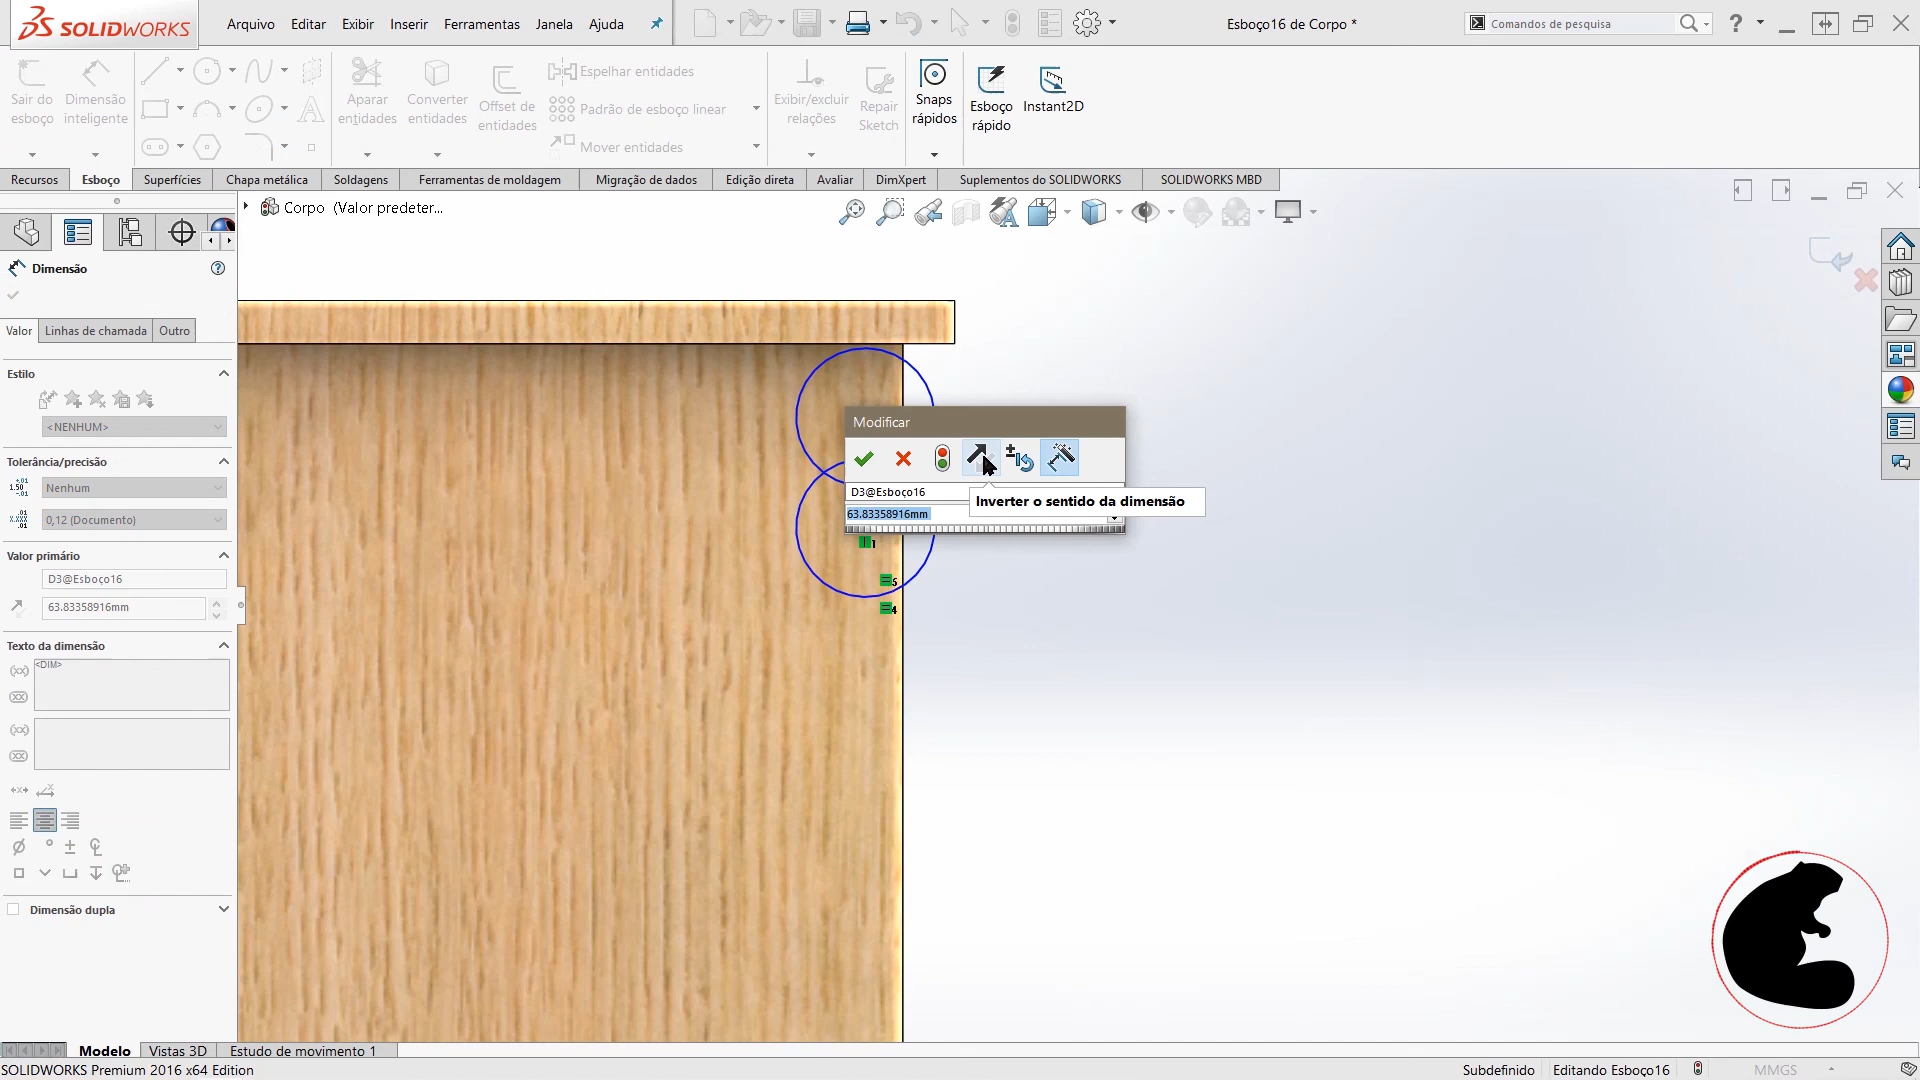 SOLIDWORKS
Arquivo Editar Exibir Inserir Ferramentas Janela Ajuda
Esboço16 de Corpo *
Comandos de pesquisa
?
Sair do esboço
Dimensão inteligente
Aparar entidades
Converter entidades
Offset de entidades
Espelhar entidades
Padrão de esboço linear
Mover entidades
Exibir/excluir relações
Repair Sketch
Snaps rápidos
Esboço rápido
Instant2D
Recursos Esboço Superfícies Chapa metálica Soldagens Ferramentas de moldagem Migração de dados Edição direta Avaliar DimXpert Suplementos do SOLIDWORKS SOLIDWORKS MBD
Corpo (Valor predeter...
Dimensão
Valor Linhas de chamada Outro
Estilo
<NENHUM>
Tolerância/precisão
Nenhum
0,12 (Documento)
Valor primário
D3@Esboço16
63.83358916mm
Texto da dimensão
<DIM>
Dimensão dupla
Modificar
D3@Esboço16
Inverter o sentido da dimensão
63.83358916mm
1
5
4
Modelo Vistas 3D Estudo de movimento 1
SOLIDWORKS Premium 2016 x64 Edition
Subdefinido Editando Esboço16 MMGS